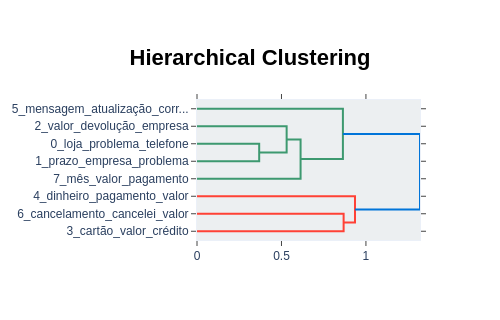 Hierarchical Clustering
5_mensagem_atualização_corr...
2_valor_devolução_empresa
0_loja_problema_telefone
1_prazo_empresa_problema
7_mês_valor_pagamento
4_dinheiro_pagamento_valor
6_cancelamento_cancelei_valor
3_cartão_valor_crédito
0 0.5 1